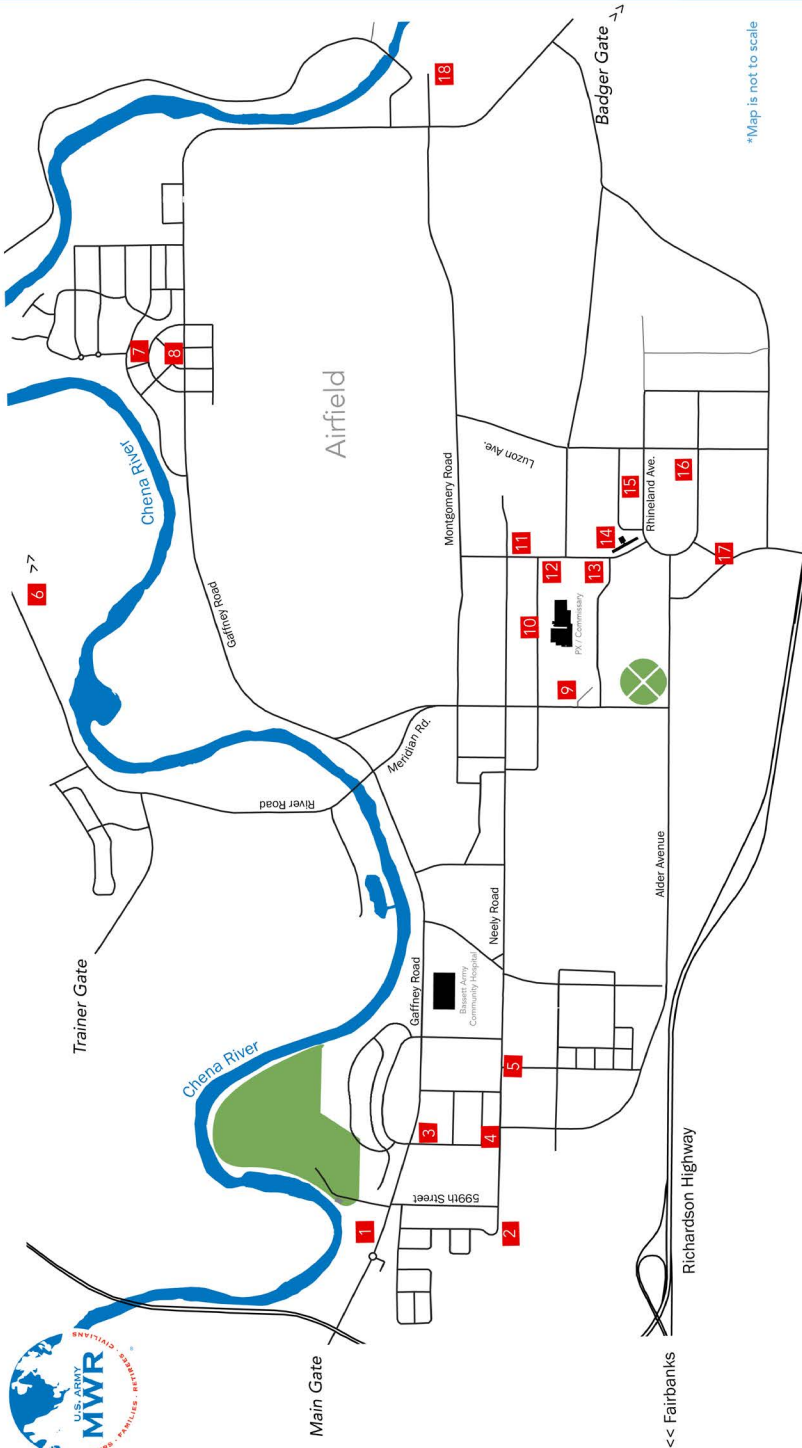 U.S. ARMY
MWR
RS · FAMILIES · RETIREES · CIVILIANS
Main Gate
<< Fairbanks
Richardson Highway
Trainer Gate
Chena River
Chena River
Gaffney Road
Gaffney Road
599th Street
River Road
Meridian Rd.
Neely Road
Bassett Army
Community Hospital
Alder Avenue
Montgomery Road
Luzon Ave.
Rhineland Ave.
PX / Commissary
Airfield
Badger Gate >>
>>
*Map is not to scale
1
2
3
4
5
6
7
8
9
10
11
12
13
14
15
16
17
18